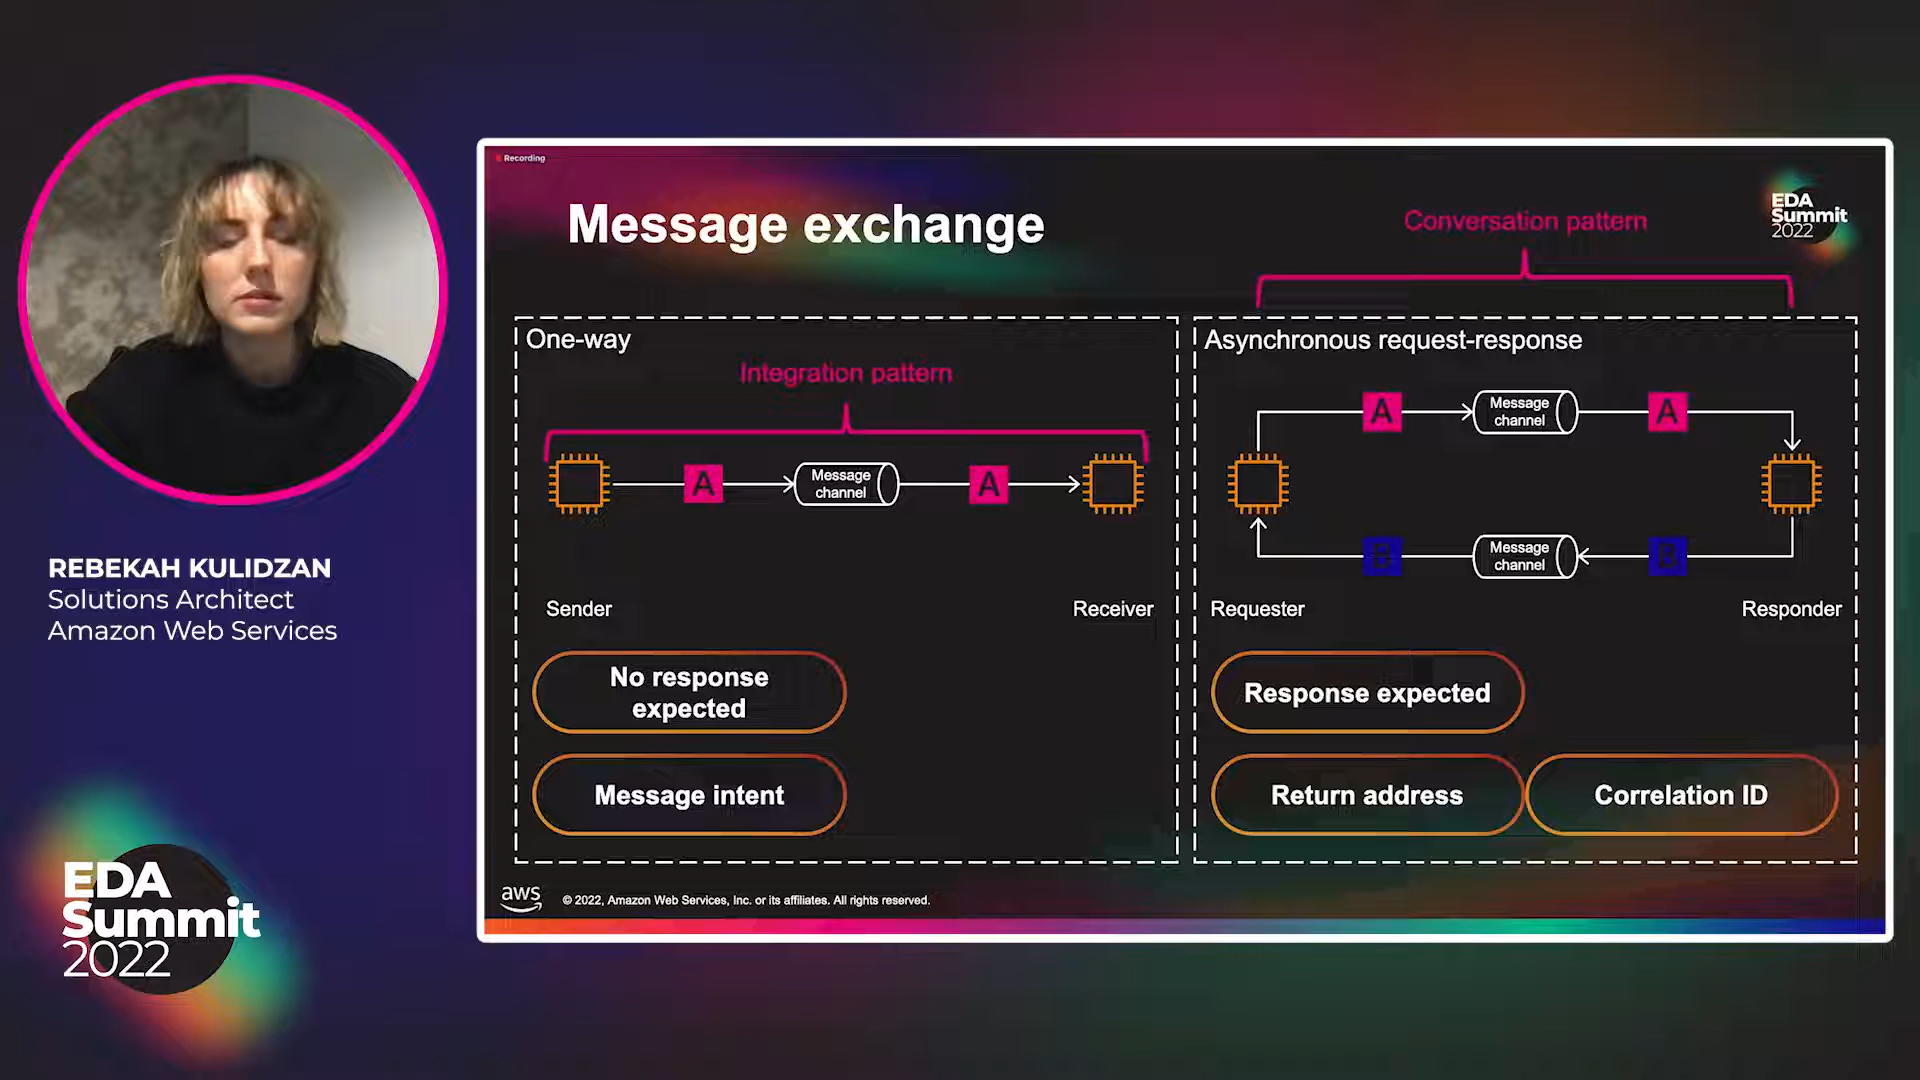 Recording
Message exchange
Conversation pattern
EDA
Summit
2022
One-way
Integration pattern
A
Message
channel
A
Sender
Receiver
No response
expected
Message intent
Asynchronous request-response
A
Message
channel
A
B
Message
channel
B
Requester
Responder
Response expected
Return address
Correlation ID
aws
© 2022, Amazon Web Services, Inc. or its affiliates. All rights reserved.
REBEKAH KULIDZAN
Solutions Architect
Amazon Web Services
EDA
Summit
2022